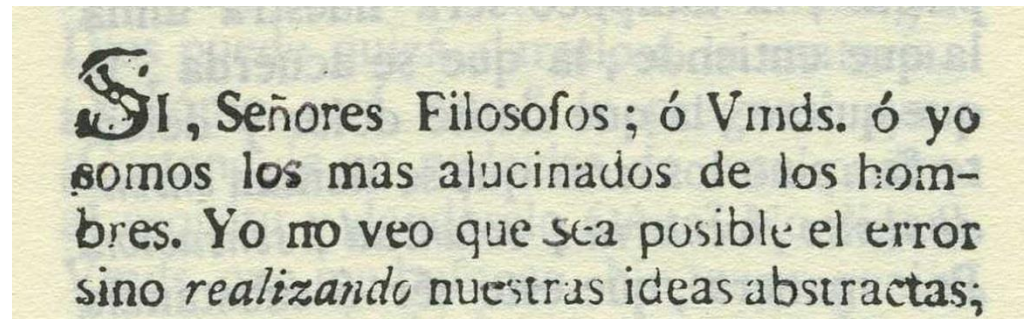 SI, Señores Filosofos; ó Vmds. ó yo
somos los mas alucinados de los hom-
bres. Yo no veo que sea posible el error
sino realizando nuestras ideas abstractas;